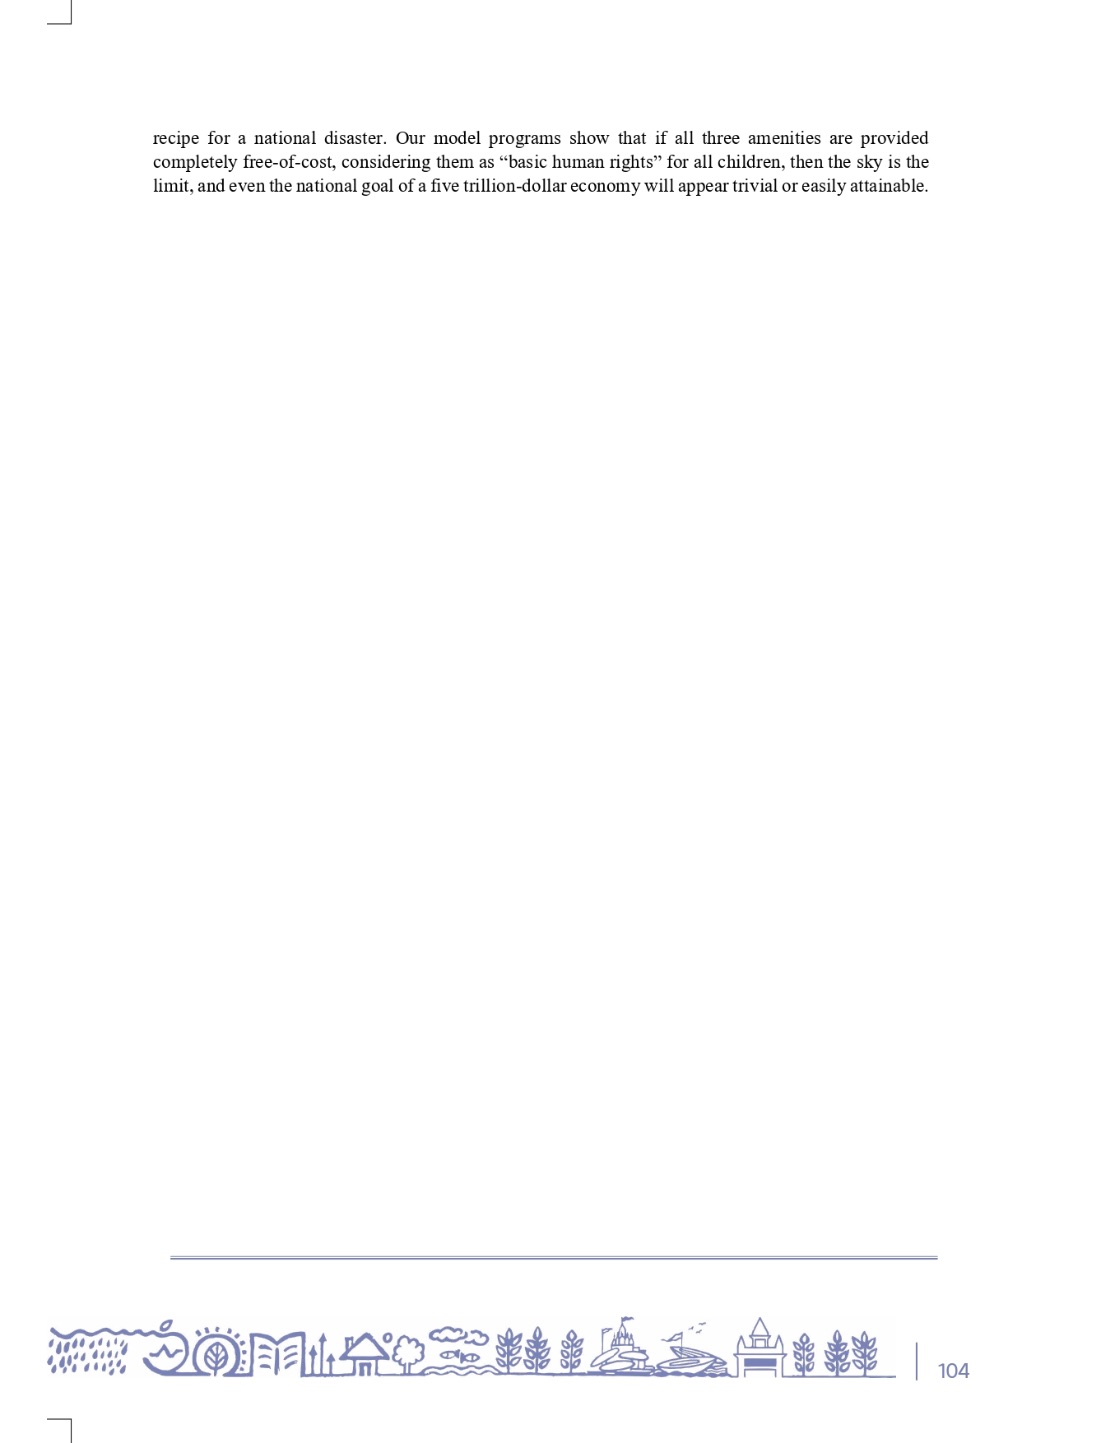 recipe for a national disaster. Our model programs show that if all three amenities are provided
completely free-of-cost, considering them as “basic human rights” for all children, then the sky is the
limit, and even the national goal of a five trillion-dollar economy will appear trivial or easily attainable.
104